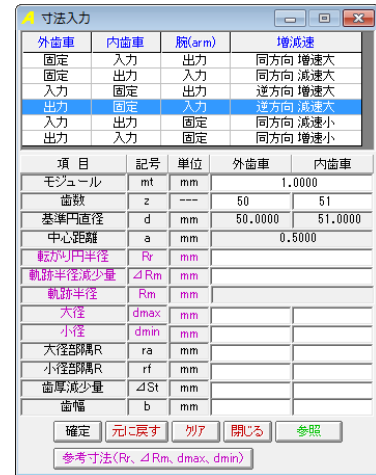 寸法入力
外歯車 内歯車 腕(arm) 増減速
固定 入力 出力 同方向 増速大
固定 出力 入力 同方向 減速大
入力 固定 出力 逆方向 増速大
出力 固定 入力 逆方向 減速大
入力 出力 固定 同方向 減速小
出力 入力 固定 同方向 増速小
項 目 記号 単位 外歯車 内歯車
モジュール mt mm 1.0000
歯数 z --- 50 51
基準円直径 d mm 50.0000 51.0000
中心距離 a mm 0.5000
転がり円半径 Rr mm
軌跡半径減少量 ⊿Rm mm
軌跡半径 Rm mm
大径 dmax mm
小径 dmin mm
大径部隅R ra mm
小径部隅R rf mm
歯厚減少量 ⊿St mm
歯幅 b mm
確定 元に戻す クリア 閉じる 参照
参考寸法(Rr、⊿Rm、dmax、dmin)